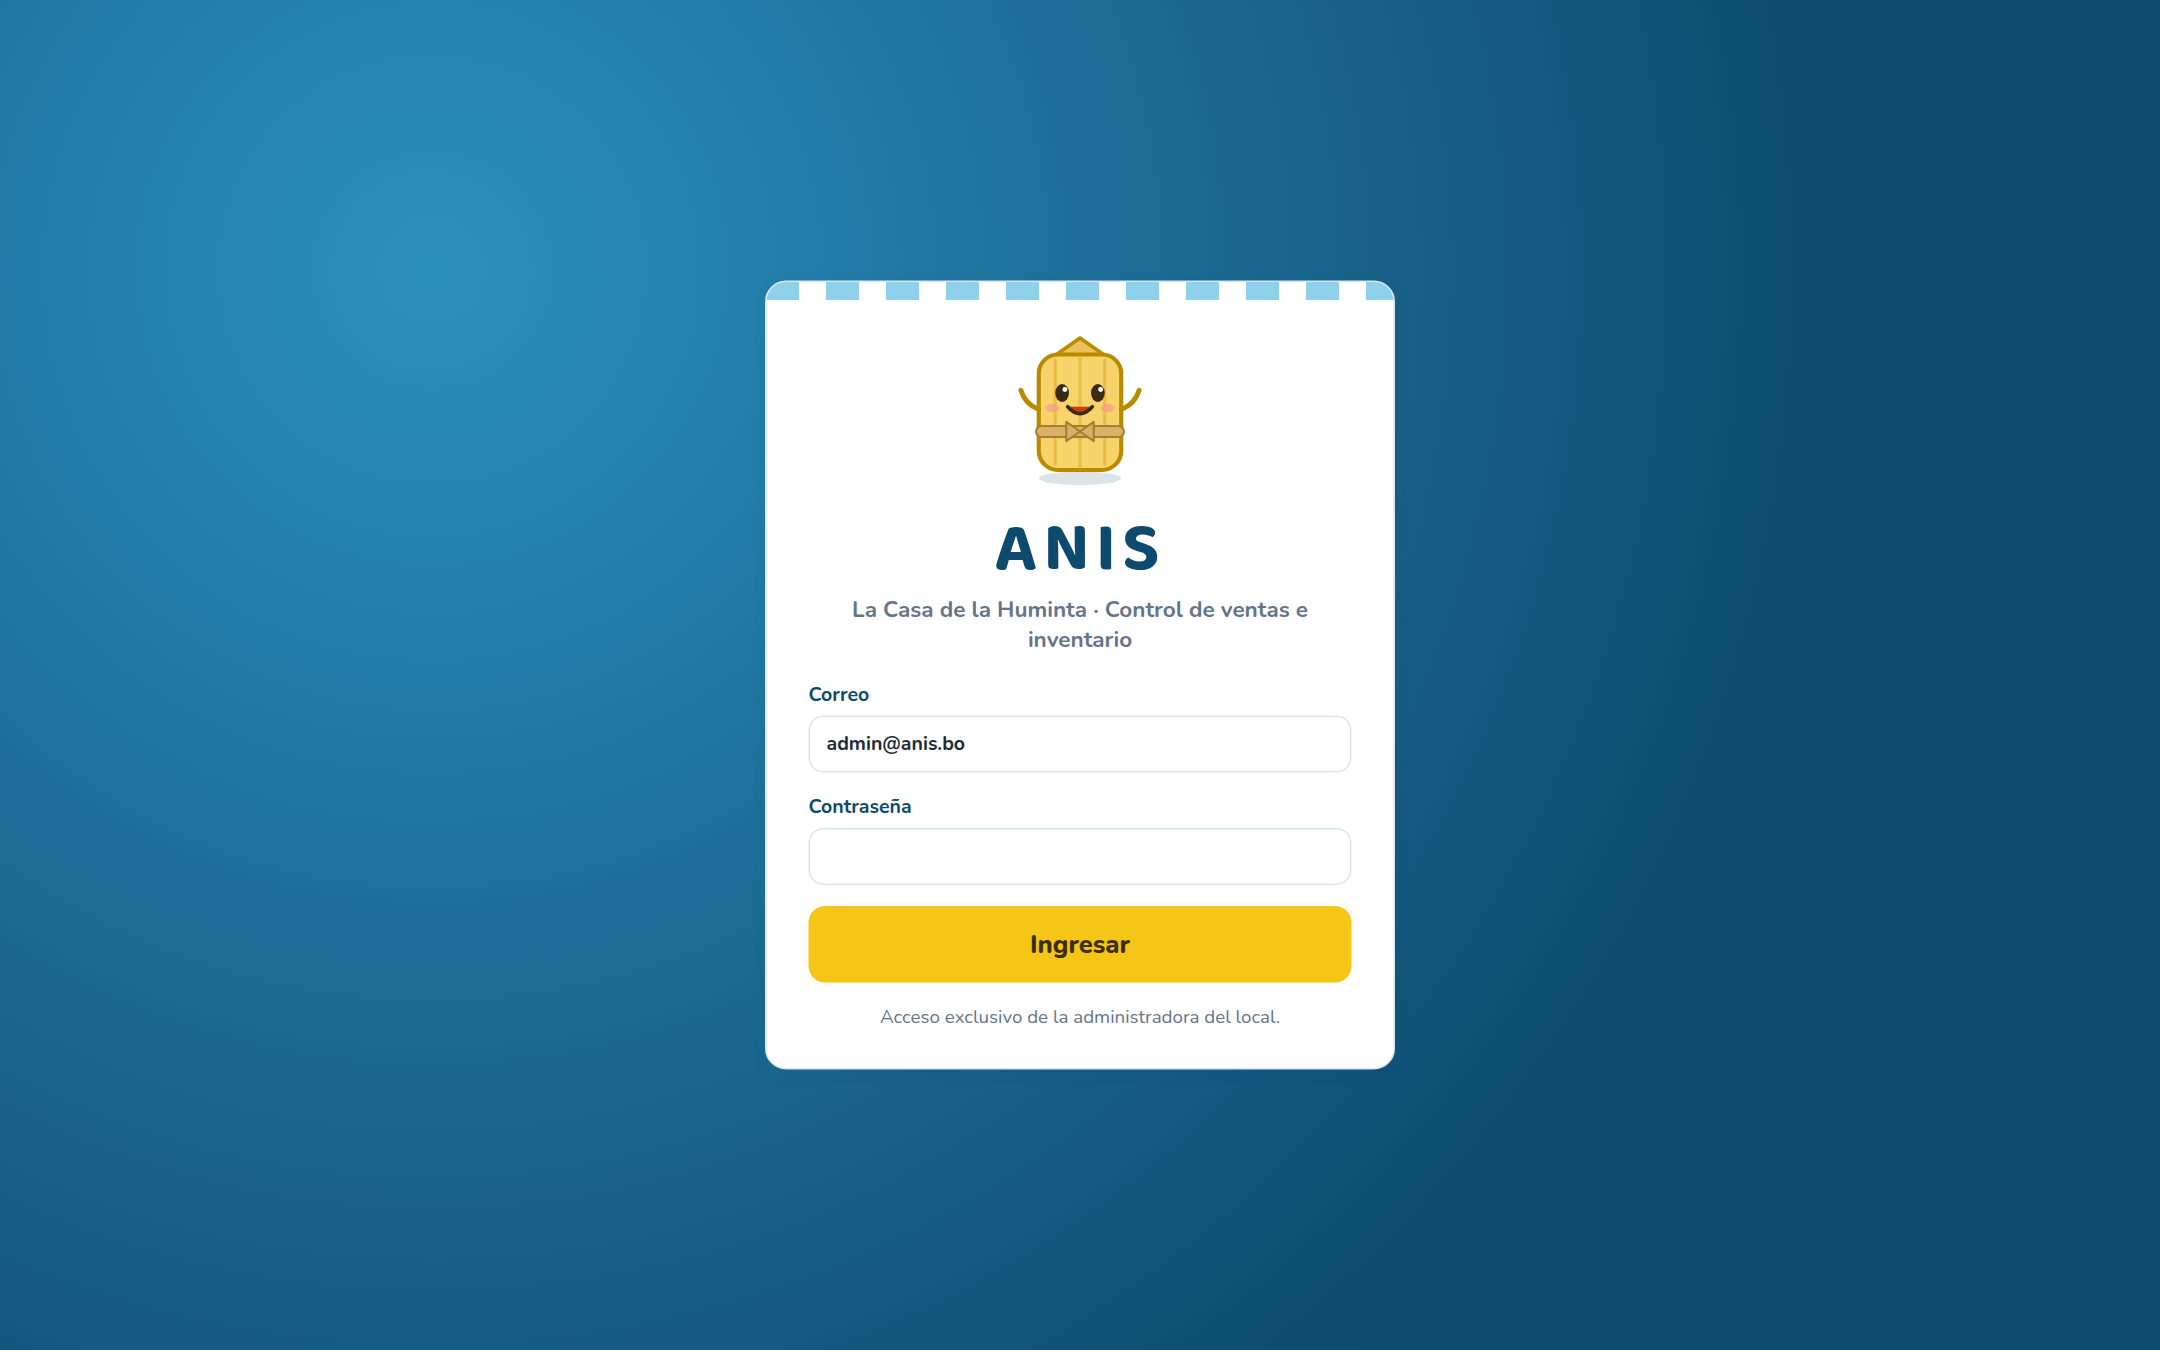 ANIS
La Casa de la Huminta · Control de ventas e
inventario
Correo
admin@anis.bo
Contraseña
Ingresar
Acceso exclusivo de la administradora del local.